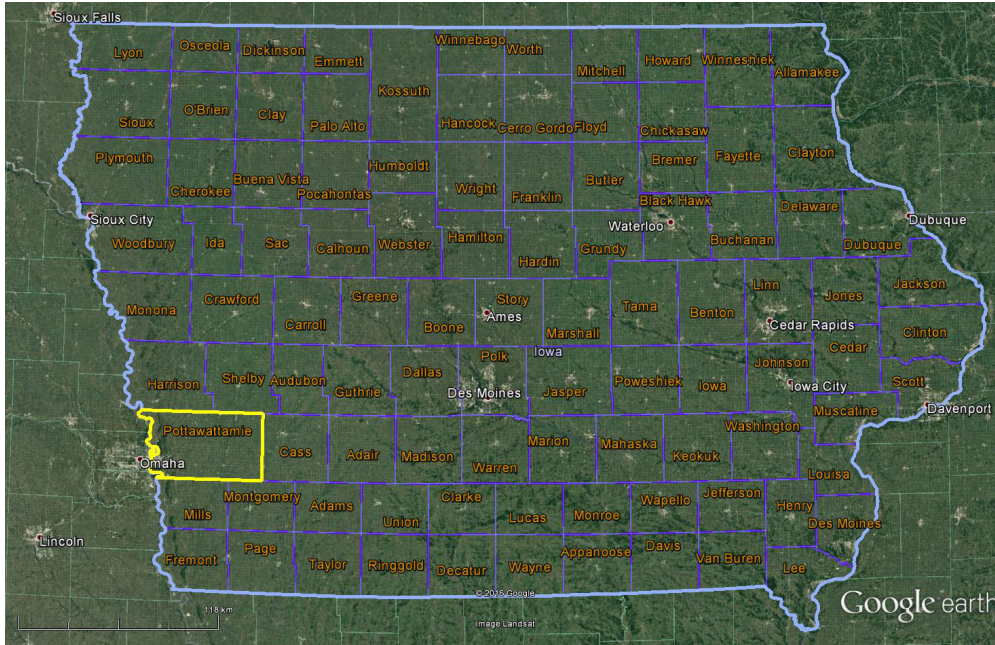 Sioux Falls
Lyon
Osceola
Dickinson
Emmett
Winnebago
Worth
Mitchell
Howard
Winneshiek
Allamakee
Kossuth
Sioux
O'Brien
Clay
Palo Alto
Hancock
Cerro Gordo
Floyd
Chickasaw
Plymouth
Cherokee
Buena Vista
Pocahontas
Humboldt
Wright
Franklin
Butler
Bremer
Fayette
Clayton
Sioux City
Woodbury
Ida
Sac
Calhoun
Webster
Hamilton
Hardin
Grundy
Waterloo
Black Hawk
Buchanan
Delaware
Dubuque
Dubuque
Monona
Crawford
Carroll
Greene
Boone
Story
Ames
Marshall
Tama
Benton
Linn
Cedar Rapids
Jones
Jackson
Clinton
Cedar
Harrison
Shelby
Audubon
Guthrie
Dallas
Polk
Iowa
Des Moines
Jasper
Poweshiek
Iowa
Johnson
Iowa City
Scott
Muscatine
Davenport
Pottawattamie
Omaha
Cass
Adair
Madison
Warren
Marion
Mahaska
Keokuk
Washington
Louisa
Mills
Montgomery
Adams
Union
Clarke
Lucas
Monroe
Wapello
Jefferson
Henry
Des Moines
Lincoln
Fremont
Page
Taylor
Ringgold
Decatur
Wayne
Appanoose
Davis
Van Buren
Lee
118 km
© 2016 Google
Image Landsat
Google earth